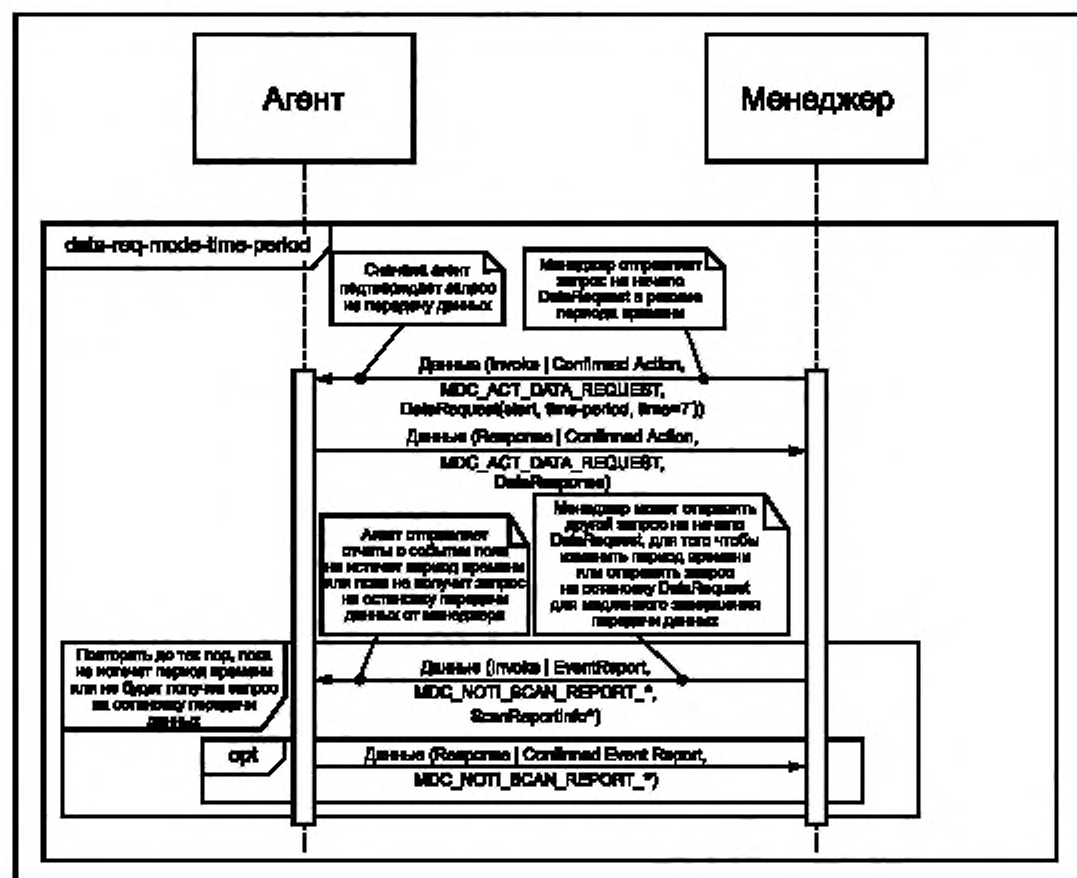 Агент
Менеджер
data-req-mode-time-period
Сначала агент
подтверждает запрос
на передачу данных
Менеджер отправляет
запрос на начало
DataRequest в режиме
периода времени
Данные (Invoke | Confirmed Action,
MDC_ACT_DATA_REQUEST,
DataRequest(start, time-period, time=7))
Данные (Response | Confirmed Action,
MDC_ACT_DATA_REQUEST,
DataResponse)
Агент отправляет
отчеты о событии пока
не истечет период времени
или пока не получит запрос
на остановку передачи
данных от менеджера
Менеджер может отправить
другой запрос на начало
DataRequest, для того чтобы
изменить период времени
или отправить запрос
на остановку DataRequest
для медленного завершения
передачи данных
Повторять до тех пор, пока
не истечет период времени
или не будет получен запрос
на остановку передачи
данных
Данные (Invoke | EventReport,
MDC_NOTI_SCAN_REPORT_*,
ScanReportInfo*)
opt
Данные (Response | Confirmed Event Report,
MDC_NOTI_SCAN_REPORT_*)